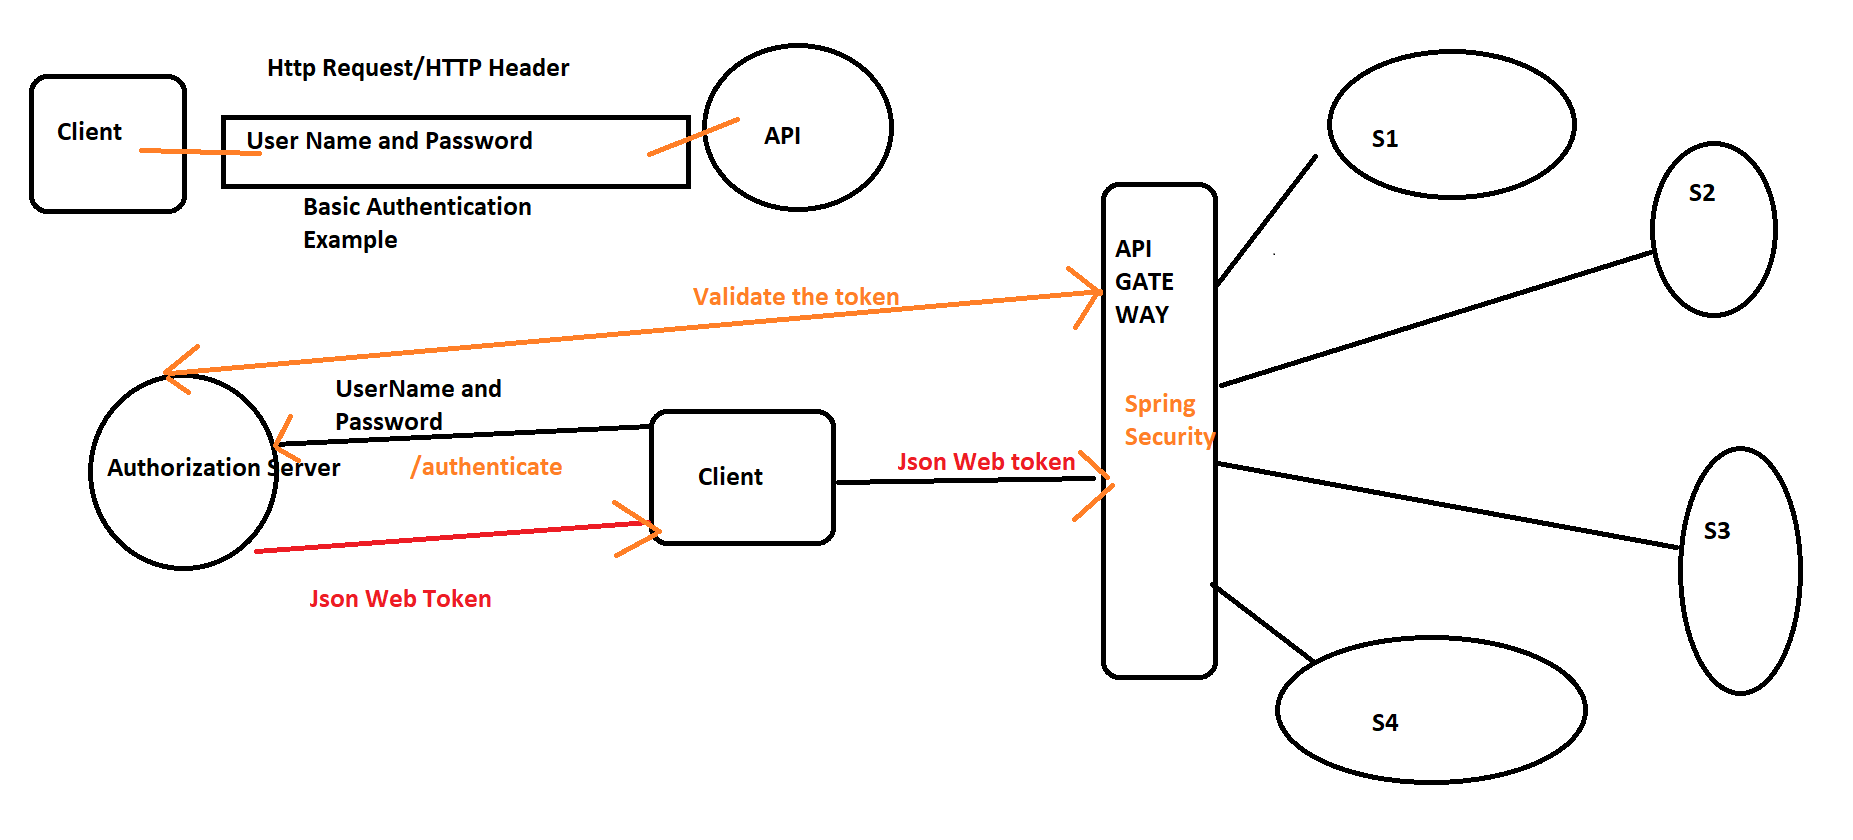 Http Request/HTTP Header
Client
User Name and Password
API
Basic Authentication
Example
S1
S2
API
GATE
WAY
Validate the token
UserName and
Password
/authenticate
Authorization Server
Client
Json Web token
Spring
Security
Json Web Token
S3
S4